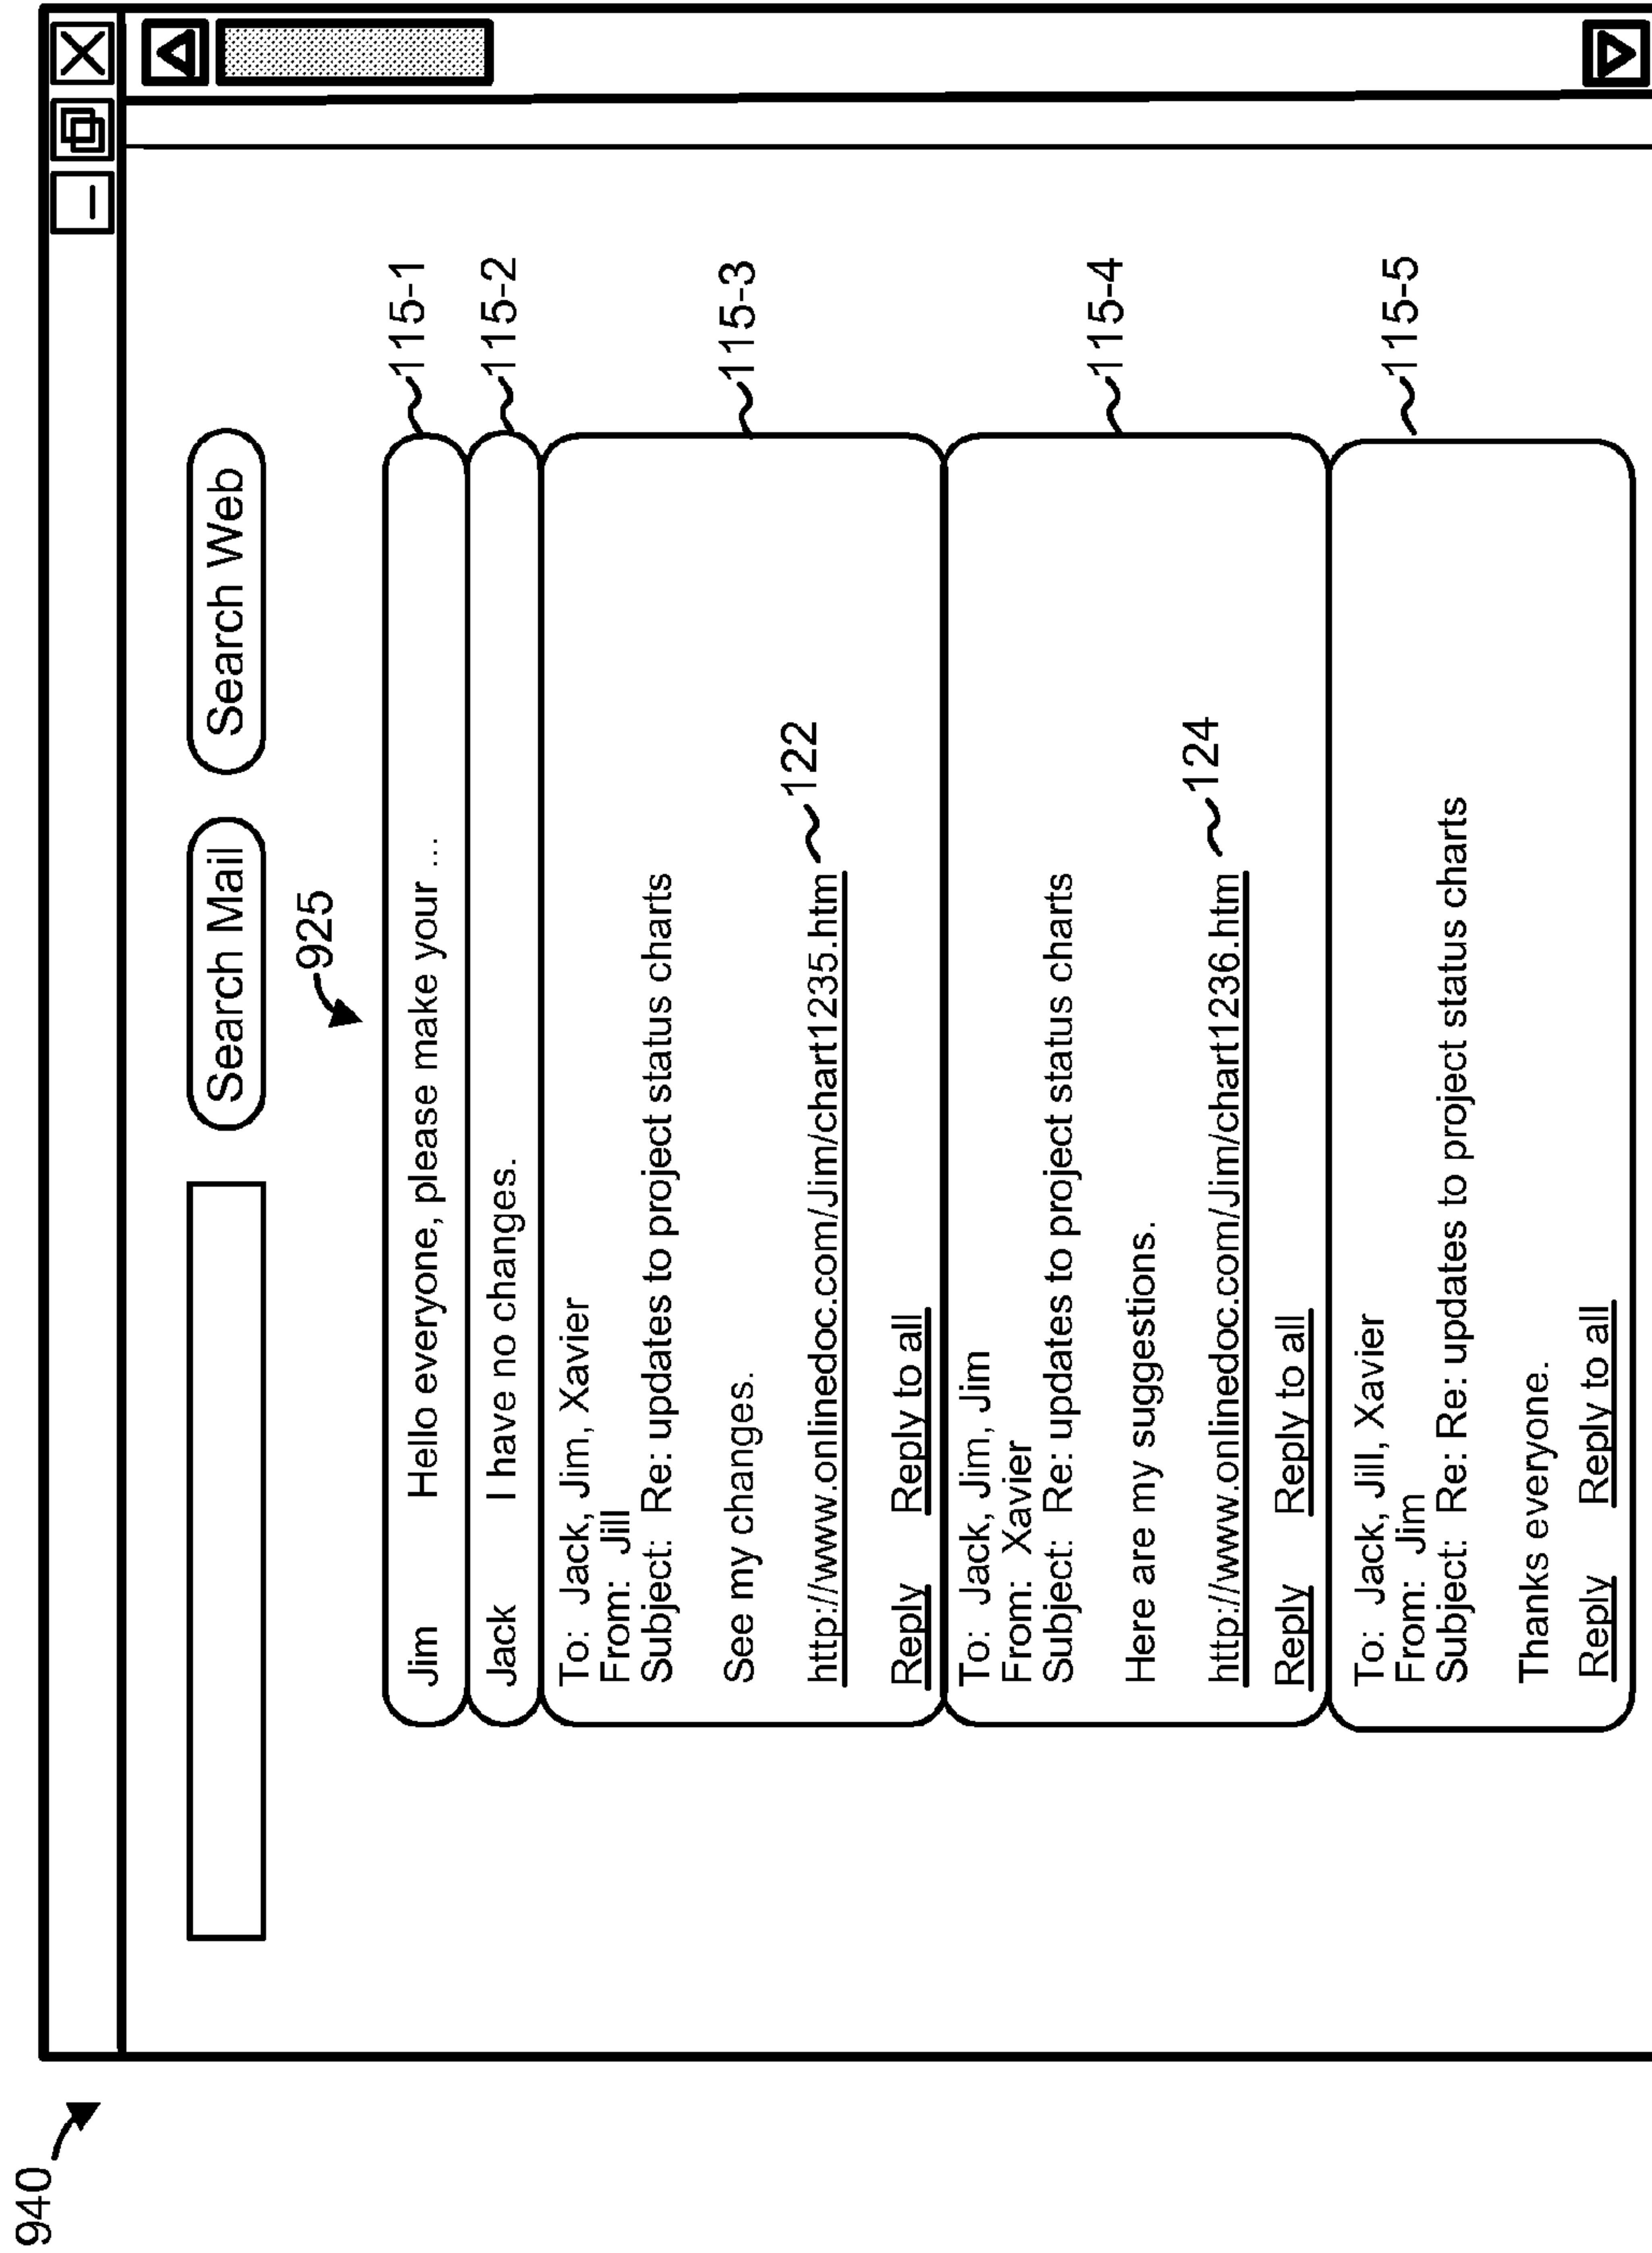 940
Search Mail Search Web
925
Jim Hello everyone, please make your ... 115-1
Jack I have no changes. 115-2
To: Jack, Jim, Xavier
From: Jill
Subject: Re: updates to project status charts
115-3
See my changes.
http://www.onlinedoc.com/Jim/chart1235.htm 122
Reply Reply to all
To: Jack, Jim, Jim
From: Xavier
Subject: Re: updates to project status charts
115-4
Here are my suggestions.
http://www.onlinedoc.com/Jim/chart1236.htm 124
Reply Reply to all
To: Jack, Jill, Xavier
From: Jim
115-5
Subject: Re: Re: updates to project status charts
Thanks everyone.
Reply Reply to all